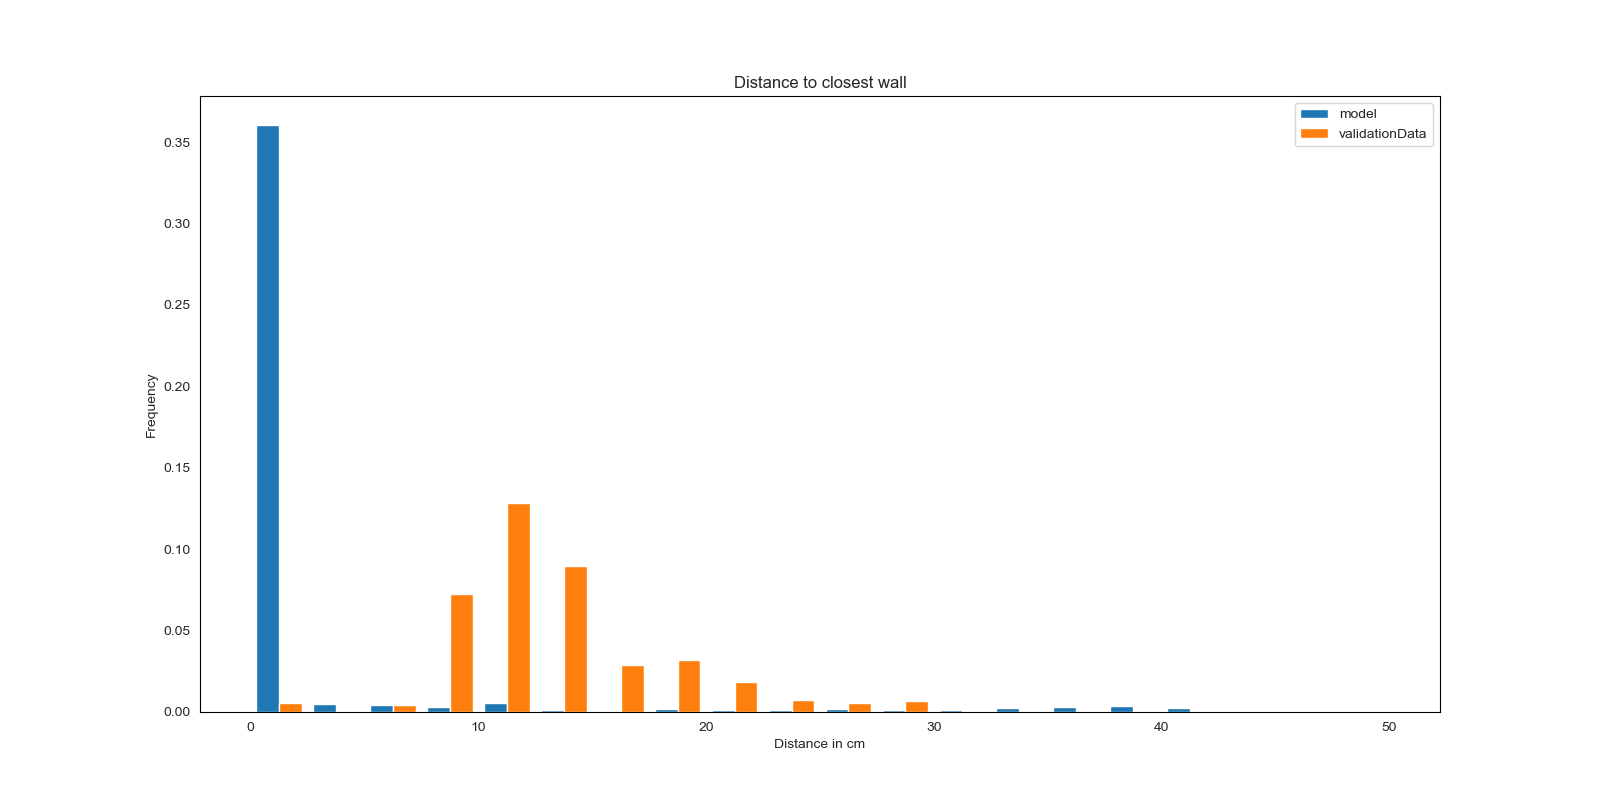 Distance to closest wall
model
validationData
Frequency
0.35
0.30
0.25
0.20
0.15
0.10
0.05
0.00
0 10 20 30 40 50
Distance in cm